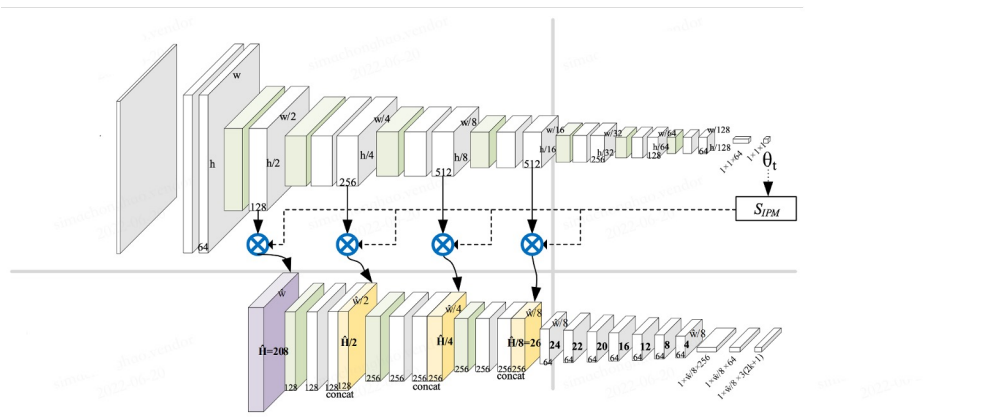 w
w/2
w/4
w/8
w/16
w/32
w/64
w/128
h
h/2
h/4
h/8
h/16
h/32
h/64
h/128
64
128
256
512
512
256
128
64
1×1×64
1×1×1
θt
S_IPM
ŵ
ŵ/2
ŵ/4
ŵ/8
ŵ/8
ŵ/8
Ĥ=208
Ĥ/2
Ĥ/4
Ĥ/8=26
24
22
20
16
12
8
4
128
128
128
128
256
256
256
256
256
256
256
256
64
64
64
64
64
64
64
concat
concat
concat
1×ŵ/8×256
1×ŵ/8×64
1×ŵ/8×3(2k+1)